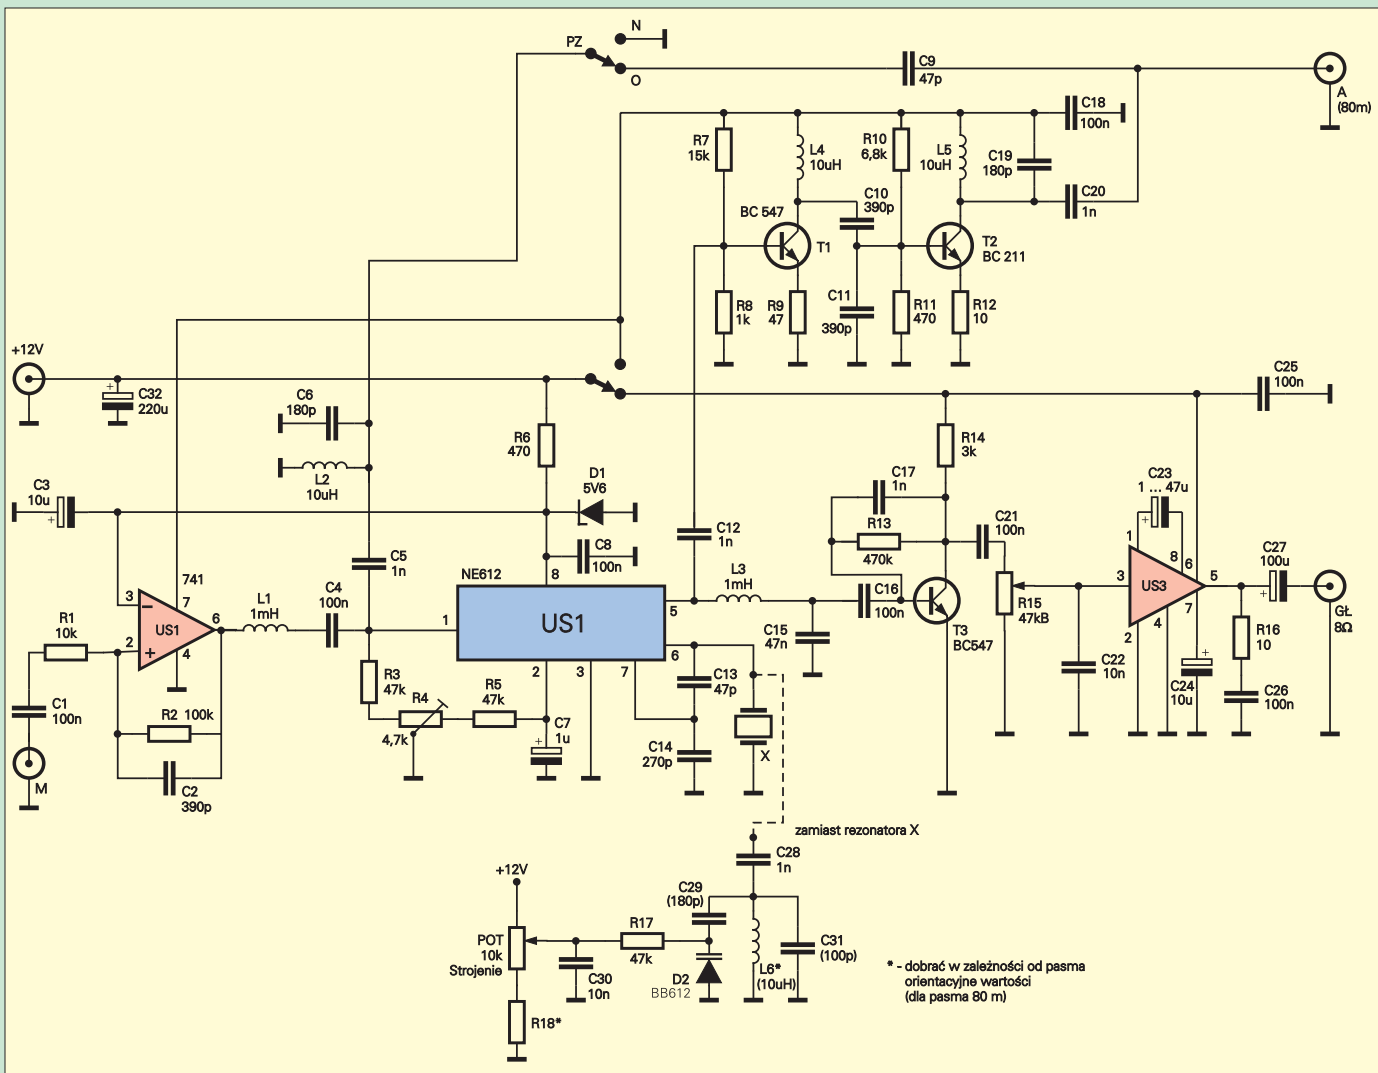 N
PZ
O
C9
47p
A
(80m)
C18
100n
R7
15k
L4
10uH
R10
6,8k
L5
10uH
C19
180p
C20
1n
C10
390p
BC 547
T1
T2
BC 211
C11
390p
R8
1k
R9
47
R11
470
R12
10
+12V
+
C32
220u
C6
180p
L2
10uH
R6
470
D1
5V6
C25
100n
R14
3k
C3
10u
+
C17
1n
C23
1 ... 47u
+
C12
1n
R13
470k
C21
100n
C5
1n
C8
100n
NE612
8
741
7
3
−
US1
6
2
+
4
R1
10k
L1
1mH
C4
100n
1
US1
5
6
2
3
7
L3
1mH
C16
100n
C15
47n
T3
BC547
R15
47kB
1
8
6
3
US3
5
7
2
4
C27
100u
+
GŁ
8Ω
R16
10
C22
10n
C24
10u
+
C26
100n
R3
47k
R4
4,7k
R5
47k
C7
1u
+
C13
47p
C14
270p
X
C1
100n
R2 100k
M
C2
390p
zamiast rezonatora X
C28
1n
+12V
C29
(180p)
POT
10k
Strojenie
R17
47k
C30
10n
D2
BB612
L6*
(10uH)
C31
(100p)
R18*
* - dobrać w zależności od pasma
orientacyjne wartości
(dla pasma 80 m)